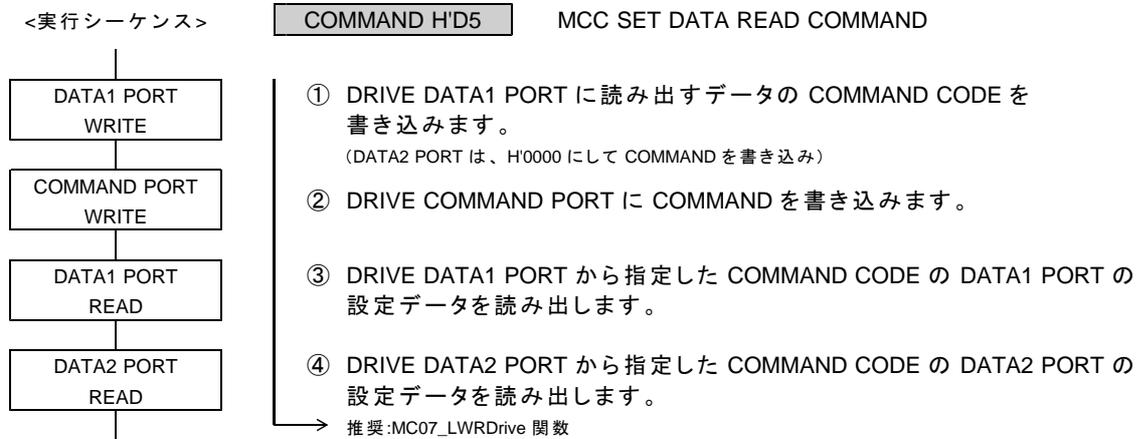 <実行シーケンス>
COMMAND H'D5
MCC SET DATA READ COMMAND
DATA1 PORT
WRITE
COMMAND PORT
WRITE
DATA1 PORT
READ
DATA2 PORT
READ
① DRIVE DATA1 PORT に読み出すデータの COMMAND CODE を
書き込みます。
(DATA2 PORT は、H'0000 にして COMMAND を書き込み)
② DRIVE COMMAND PORT に COMMAND を書き込みます。
③ DRIVE DATA1 PORT から指定した COMMAND CODE の DATA1 PORT の
設定データを読み出します。
④ DRIVE DATA2 PORT から指定した COMMAND CODE の DATA2 PORT の
設定データを読み出します。
推奨:MC07_LWRDrive 関数